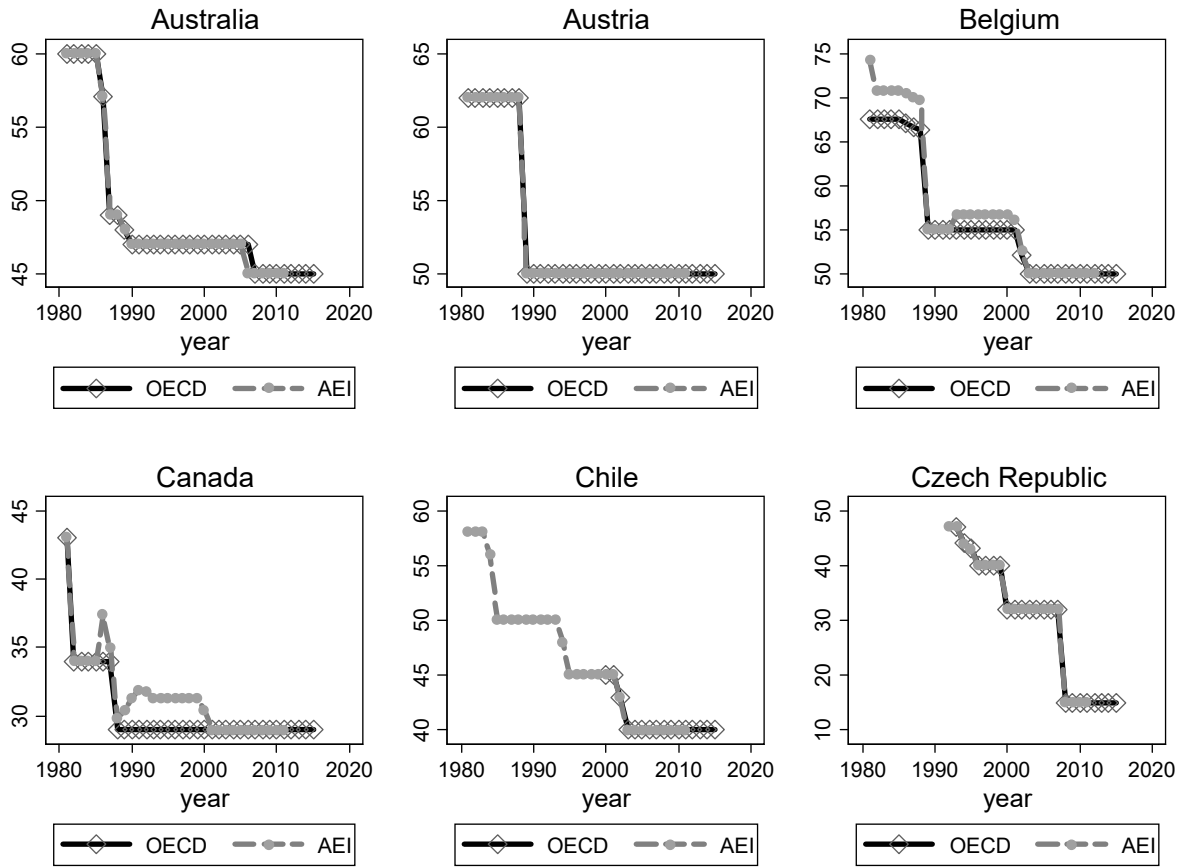 Australia
60
55
50
45
1980 1990 2000 2010 2020
year
OECD AEI
Austria
65
60
55
50
1980 1990 2000 2010 2020
year
OECD AEI
Belgium
75
70
65
60
55
50
1980 1990 2000 2010 2020
year
OECD AEI
Canada
45
40
35
30
1980 1990 2000 2010 2020
year
OECD AEI
Chile
60
55
50
45
40
1980 1990 2000 2010 2020
year
OECD AEI
Czech Republic
50
40
30
20
10
1980 1990 2000 2010 2020
year
OECD AEI